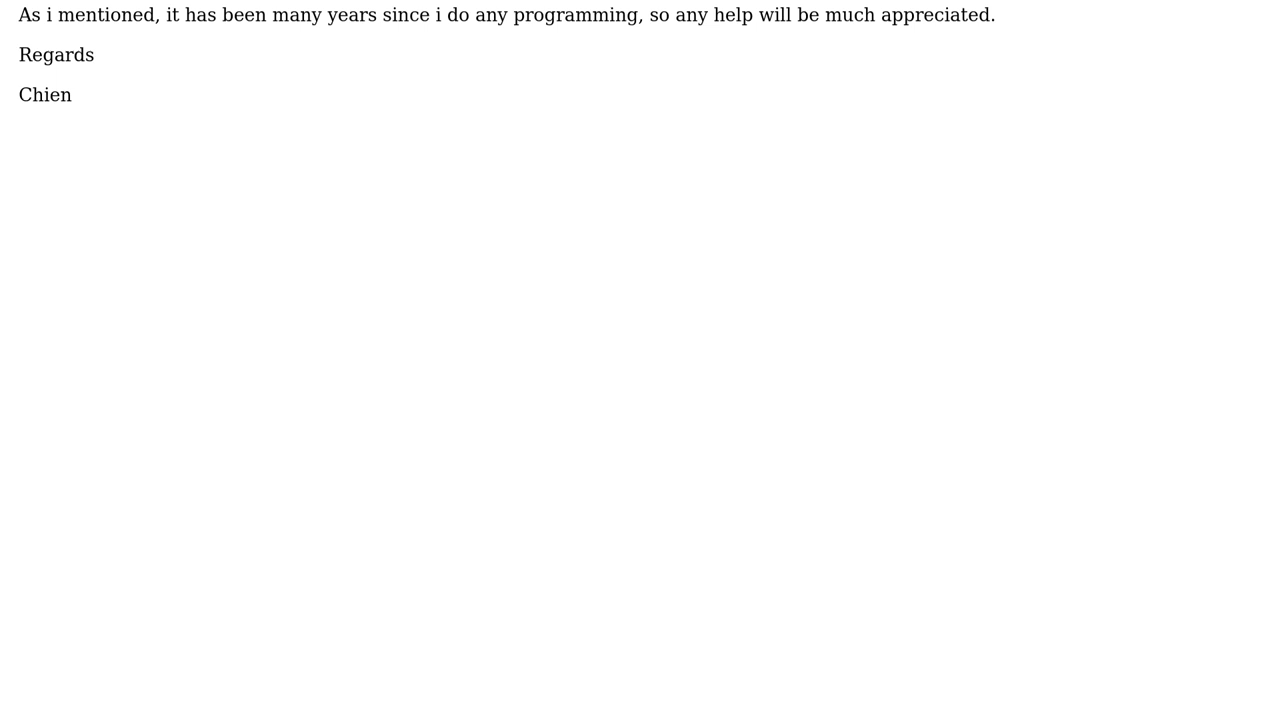 As i mentioned, it has been many years since i do any programming, so any help will be much appreciated.
Regards
Chien